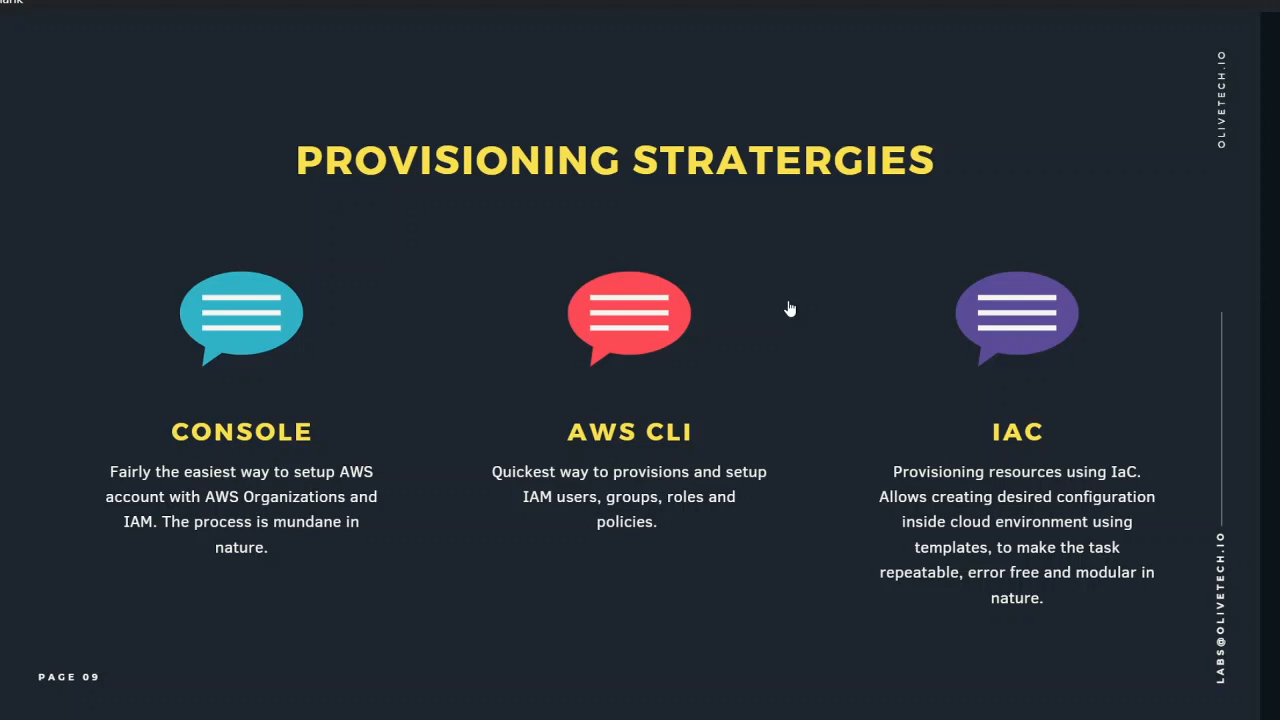 OLIVETECH.IO
PROVISIONING STRATERGIES
CONSOLE
Fairly the easiest way to setup AWS
account with AWS Organizations and
IAM. The process is mundane in
nature.
AWS CLI
Quickest way to provisions and setup
IAM users, groups, roles and
policies.
IAC
Provisioning resources using IaC.
Allows creating desired configuration
inside cloud environment using
templates, to make the task
repeatable, error free and modular in
nature.
LABS@OLIVETECH.IO
PAGE 09